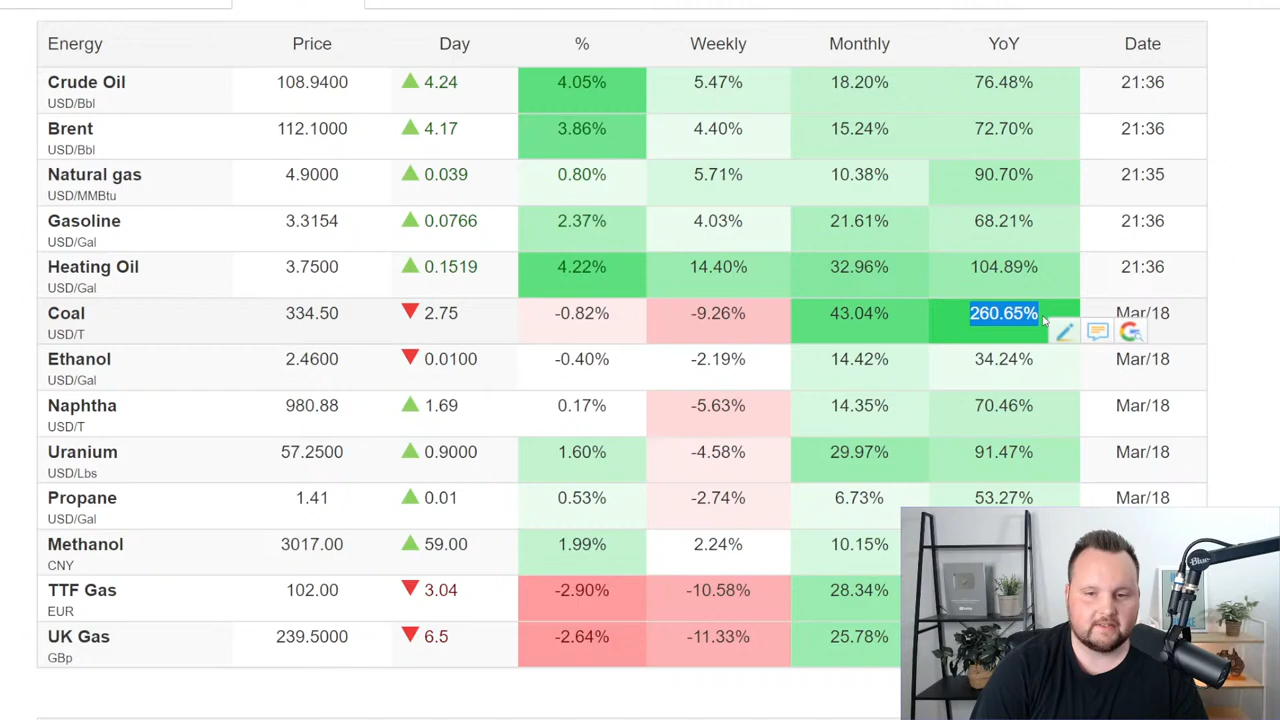 Energy Price Day % Weekly Monthly YoY Date
Crude Oil 108.9400 4.24 4.05% 5.47% 18.20% 76.48% 21:36
USD/Bbl
Brent 112.1000 4.17 3.86% 4.40% 15.24% 72.70% 21:36
USD/Bbl
Natural gas 4.9000 0.039 0.80% 5.71% 10.38% 90.70% 21:35
USD/MMBtu
Gasoline 3.3154 0.0766 2.37% 4.03% 21.61% 68.21% 21:36
USD/Gal
Heating Oil 3.7500 0.1519 4.22% 14.40% 32.96% 104.89% 21:36
USD/Gal
Coal 334.50 2.75 -0.82% -9.26% 43.04% 260.65% Mar/18
USD/T
Ethanol 2.4600 0.0100 -0.40% -2.19% 14.42% 34.24% Mar/18
USD/Gal
Naphtha 980.88 1.69 0.17% -5.63% 14.35% 70.46% Mar/18
USD/T
Uranium 57.2500 0.9000 1.60% -4.58% 29.97% 91.47% Mar/18
USD/Lbs
Propane 1.41 0.01 0.53% -2.74% 6.73% 53.27% Mar/18
USD/Gal
Methanol 3017.00 59.00 1.99% 2.24% 10.15%
CNY
TTF Gas 102.00 3.04 -2.90% -10.58% 28.34%
EUR
UK Gas 239.5000 6.5 -2.64% -11.33% 25.78%
GBp
Blue